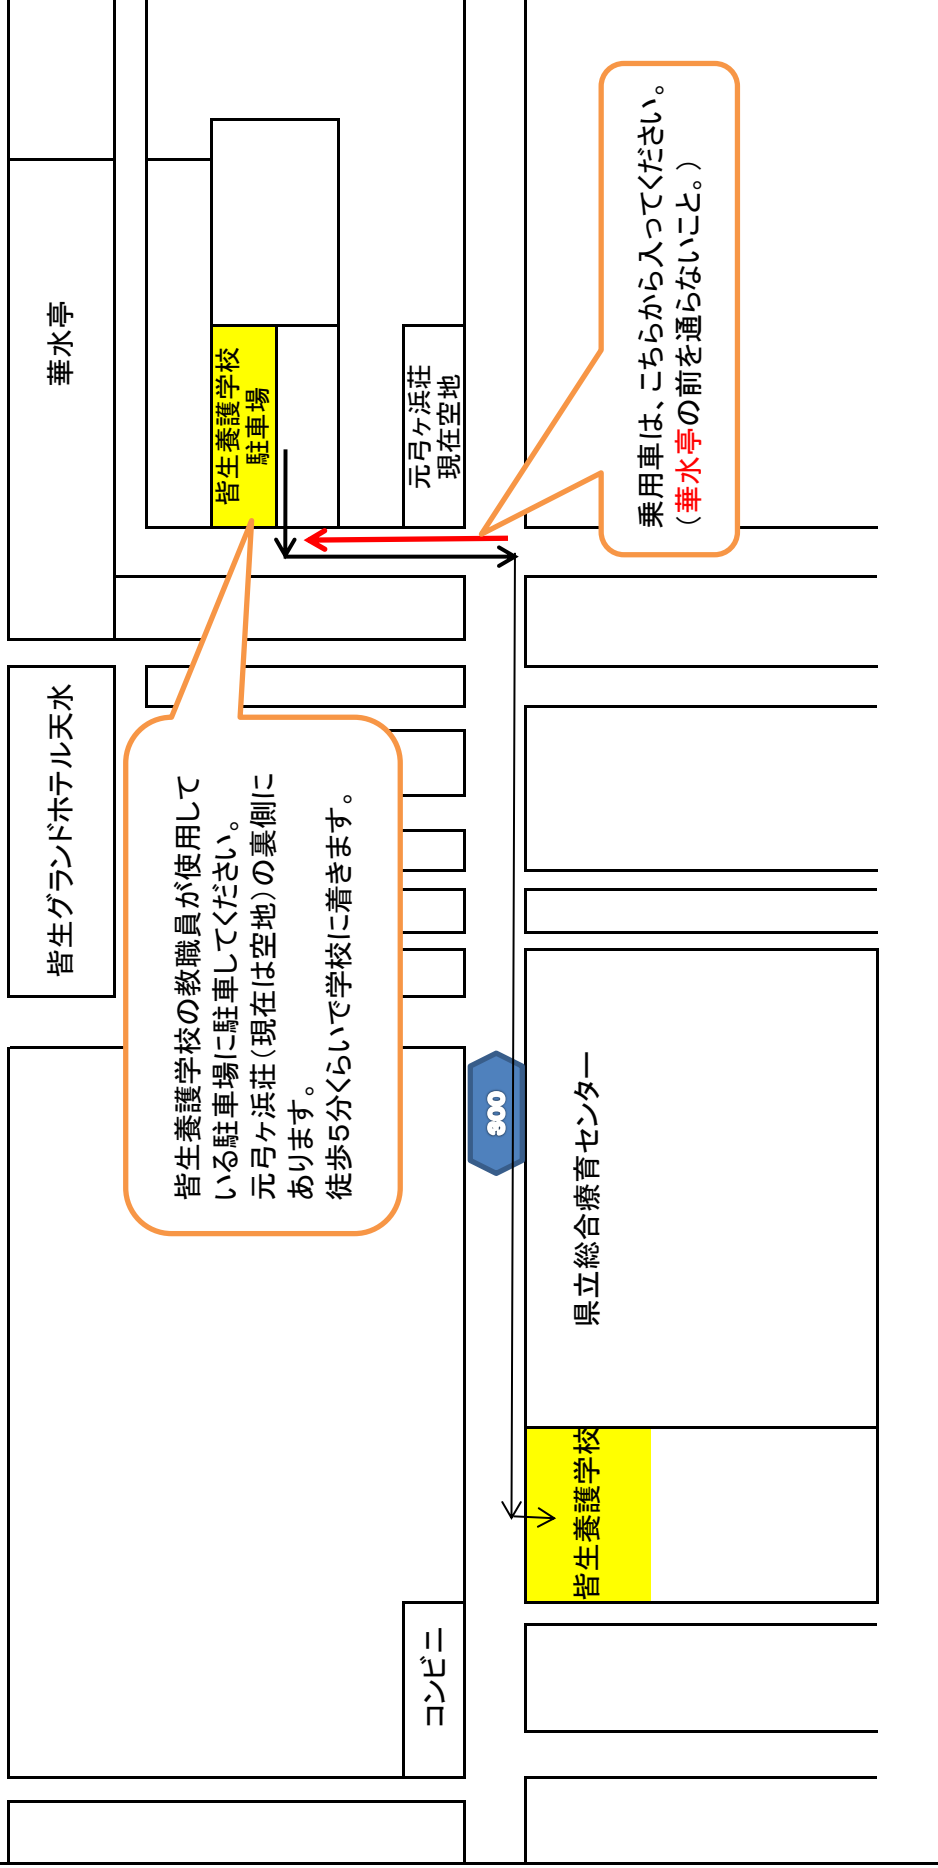 華水亭
皆生養護学校
駐車場
元弓ヶ浜荘
現在空地
乗用車は、こちらから入ってください。
（華水亭の前を通らないこと。）
皆生グランドホテル天水
皆生養護学校の教職員が使用して
いる駐車場に駐車してください。
元弓ヶ浜荘（現在は空地）の裏側に
あります。
徒歩5分くらいで学校に着きます。
300
県立総合療育センター
皆生養護学校
コンビニ